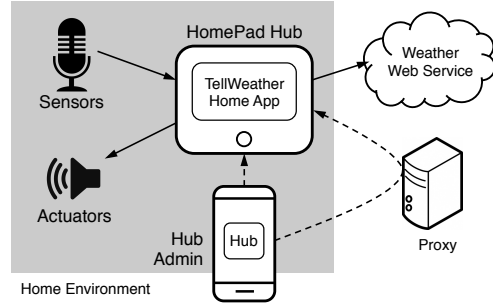 HomePad Hub
TellWeather
Home App
Weather
Web Service
Sensors
Actuators
Hub
Admin
Hub
Proxy
Home Environment